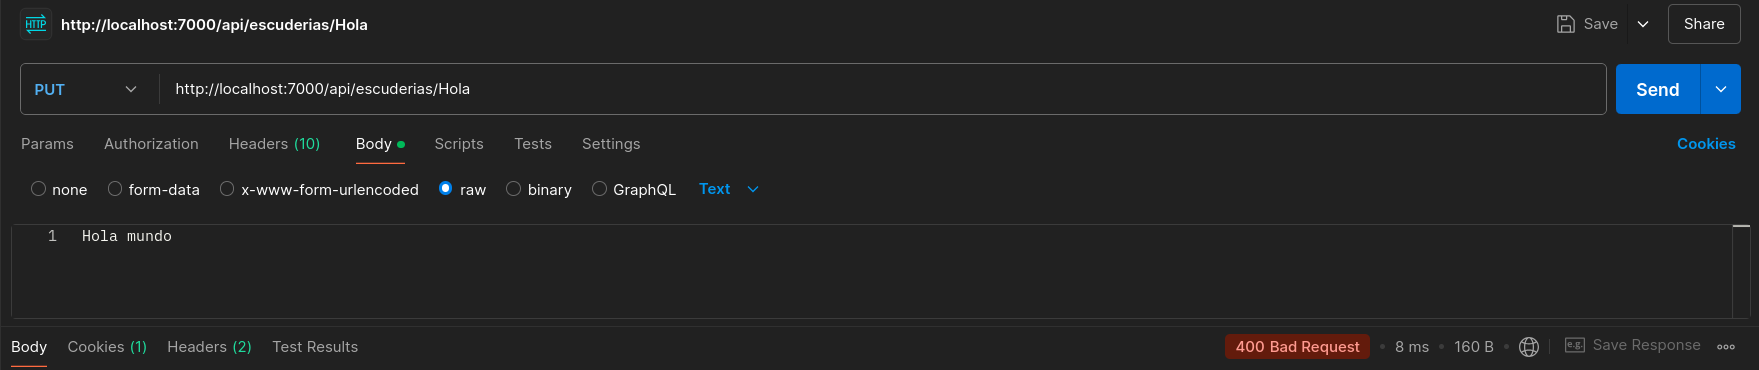 HTTP http://localhost:7000/api/escuderias/Hola Save Share
PUT http://localhost:7000/api/escuderias/Hola Send
Params Authorization Headers (10) Body Scripts Tests Settings Cookies
none form-data x-www-form-urlencoded raw binary GraphQL Text
1 Hola mundo
Body Cookies (1) Headers (2) Test Results 400 Bad Request 8 ms 160 B e.g. Save Response